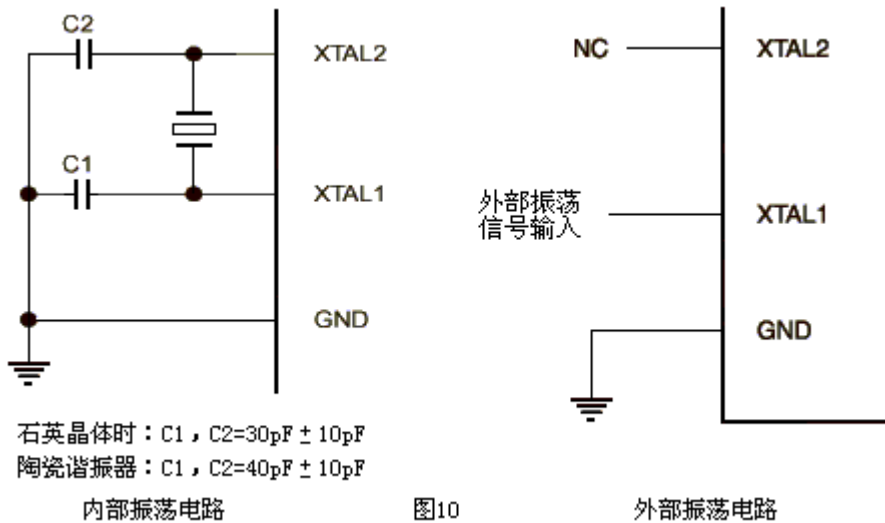 C2
XTAL2
C1
XTAL1
GND
石英晶体时：C1，C2=30pF±10pF
陶瓷谐振器：C1，C2=40pF±10pF
内部振荡电路
图10
NC
XTAL2
外部振荡
信号输入
XTAL1
GND
外部振荡电路